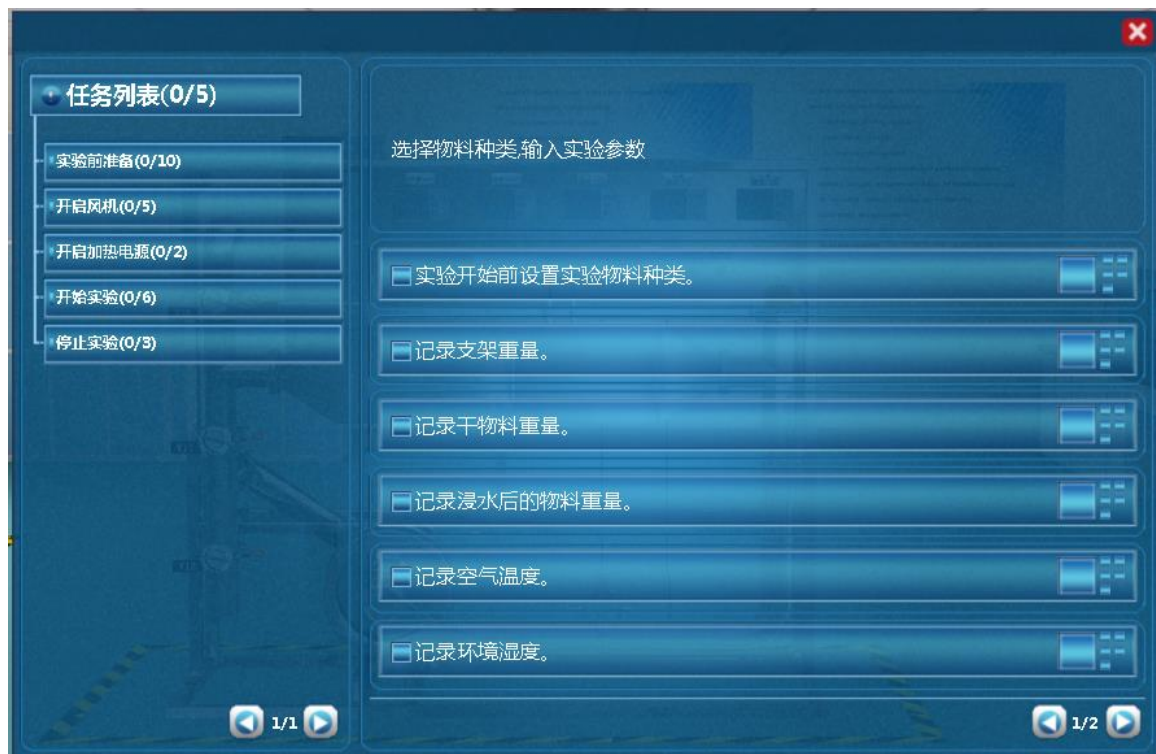 任务列表(0/5)
实验前准备(0/10)
开启风机(0/5)
开启加热电源(0/2)
开始实验(0/6)
停止实验(0/3)
1/1
选择物料种类,输入实验参数
实验开始前设置实验物料种类。
记录支架重量。
记录干物料重量。
记录浸水后的物料重量。
记录空气温度。
记录环境湿度。
1/2